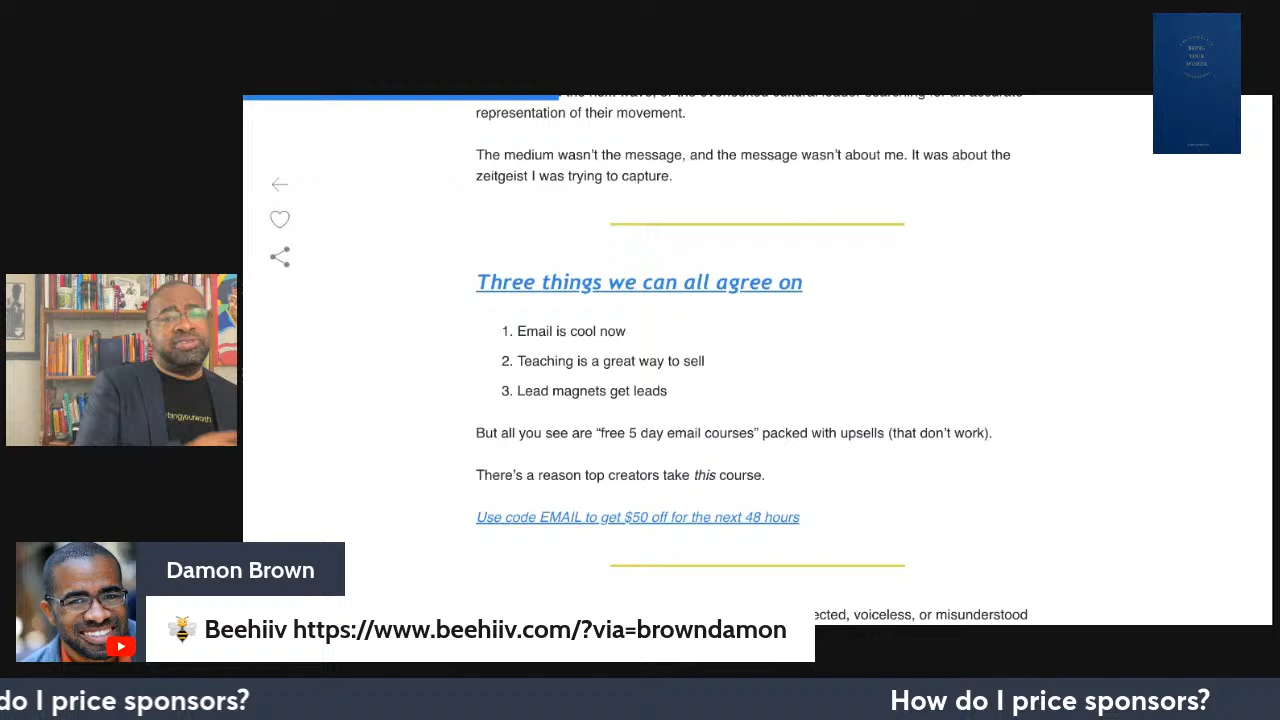 BRING
YOUR
WORTH
representation of their movement.
The medium wasn’t the message, and the message wasn’t about me. It was about the
zeitgeist I was trying to capture.
Three things we can all agree on
1. Email is cool now
2. Teaching is a great way to sell
3. Lead magnets get leads
But all you see are “free 5 day email courses” packed with upsells (that don’t work).
There’s a reason top creators take this course.
Use code EMAIL to get $50 off for the next 48 hours
bringyourworth
Damon Brown
Beehiiv https://www.beehiiv.com/?via=browndamon
voiceless, or misunderstood
do I price sponsors?
How do I price sponsors?